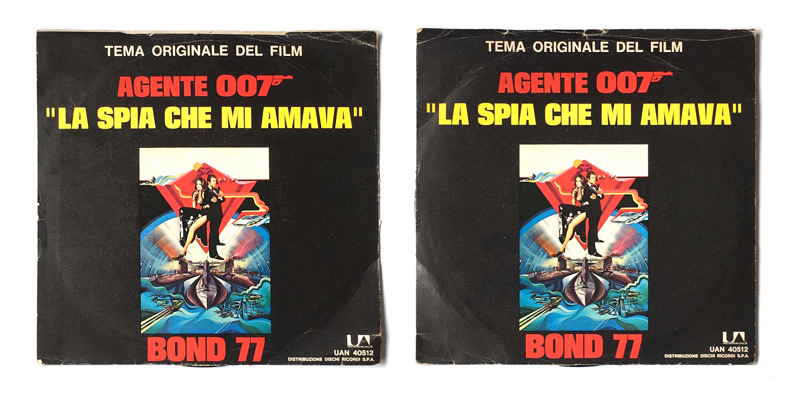 TEMA ORIGINALE DEL FILM
AGENTE 007
"LA SPIA CHE MI AMAVA"
BOND 77
UA
UAN 40512
DISTRIBUZIONE DISCHI RICORDI S.P.A.
TEMA ORIGINALE DEL FILM
AGENTE 007
"LA SPIA CHE MI AMAVA"
BOND 77
UA
UAN 40512
DISTRIBUZIONE DISCHI RICORDI S.P.A.